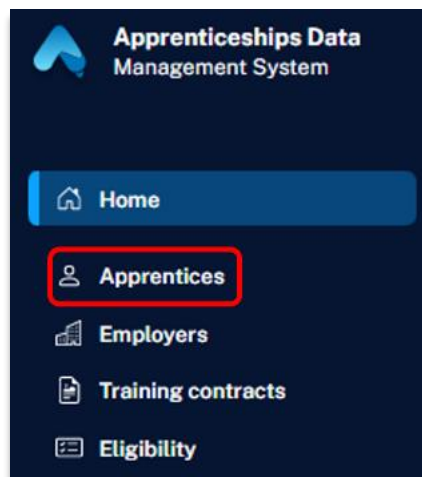 Apprenticeships Data
Management System
Home
Apprentices
Employers
Training contracts
Eligibility